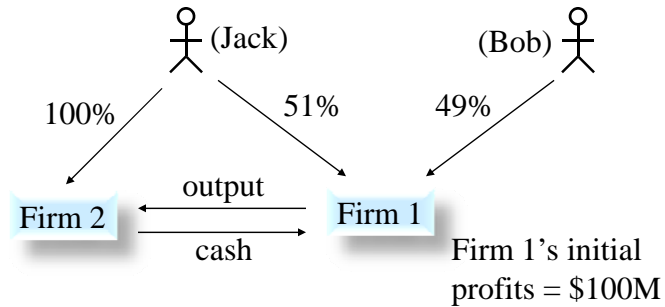 (Jack)
(Bob)
100%
51%
49%
output
Firm 2
Firm 1
cash
Firm 1's initial
profits = $100M